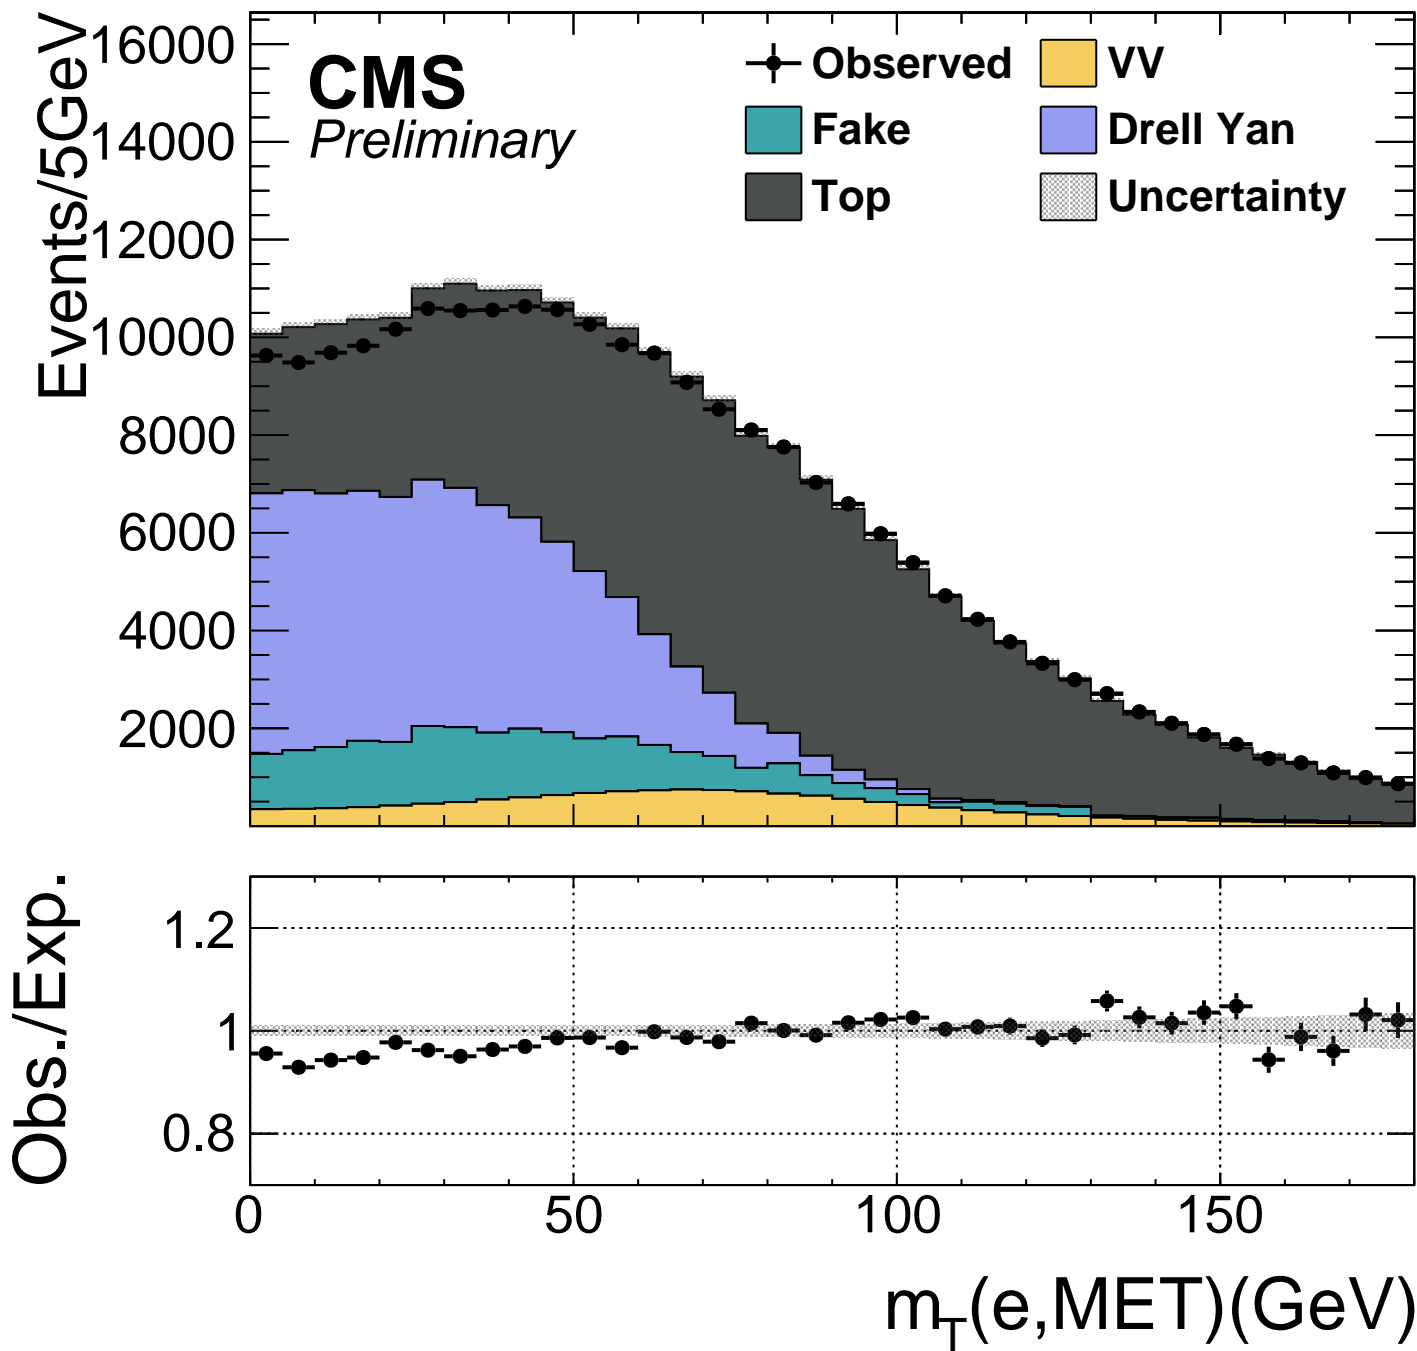 Events/5GeV
16000
14000
12000
10000
8000
6000
4000
2000
CMS
Preliminary
Observed
VV
Fake
Drell Yan
Top
Uncertainty
Obs./Exp.
1.2
1
0.8
0
50
100
150
m_T(e,MET)(GeV)